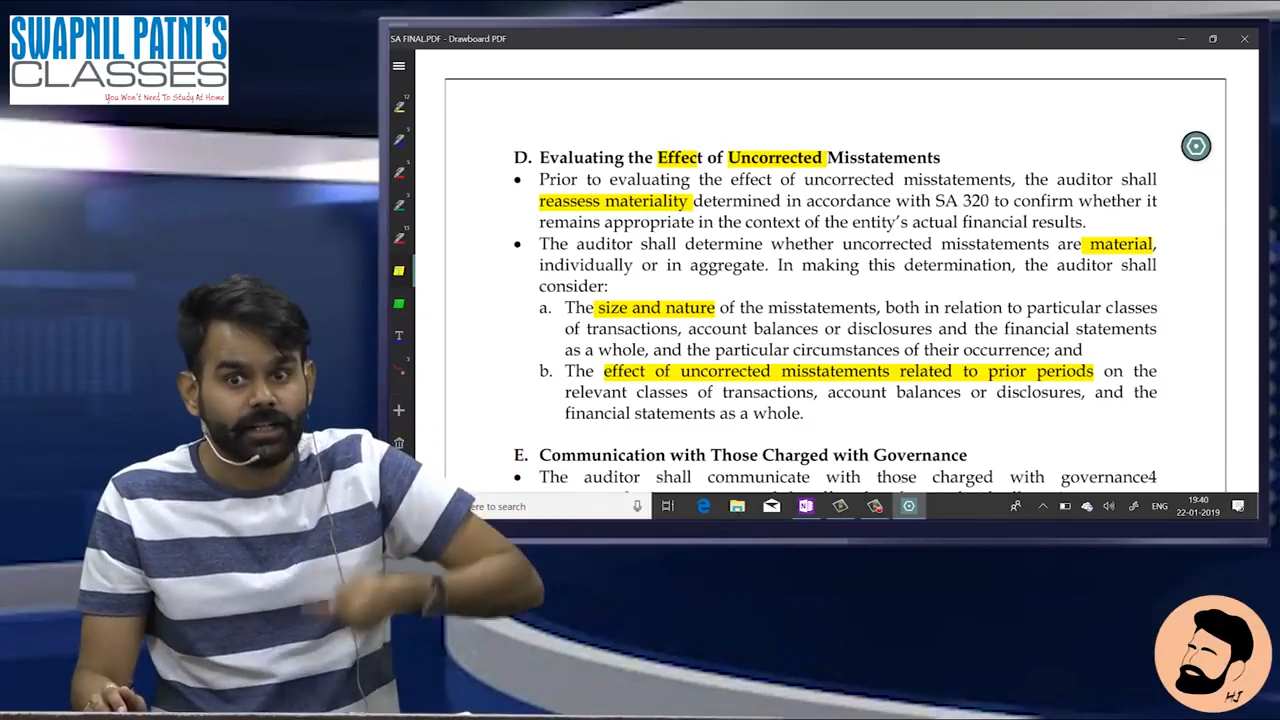 SWAPNIL PATNI'S
CLASSES
You Won't Need To Study At Home
SA FINAL.PDF - Drawboard PDF
D. Evaluating the Effect of Uncorrected Misstatements
• Prior to evaluating the effect of uncorrected misstatements, the auditor shall
reassess materiality determined in accordance with SA 320 to confirm whether it
remains appropriate in the context of the entity's actual financial results.
• The auditor shall determine whether uncorrected misstatements are material,
individually or in aggregate. In making this determination, the auditor shall
consider:
a. The size and nature of the misstatements, both in relation to particular classes
of transactions, account balances or disclosures and the financial statements
as a whole, and the particular circumstances of their occurrence; and
b. The effect of uncorrected misstatements related to prior periods on the
relevant classes of transactions, account balances or disclosures, and the
financial statements as a whole.
E. Communication with Those Charged with Governance
• The auditor shall communicate with those charged with governance4
ere to search
ENG
19:40
22-01-2019
HJ